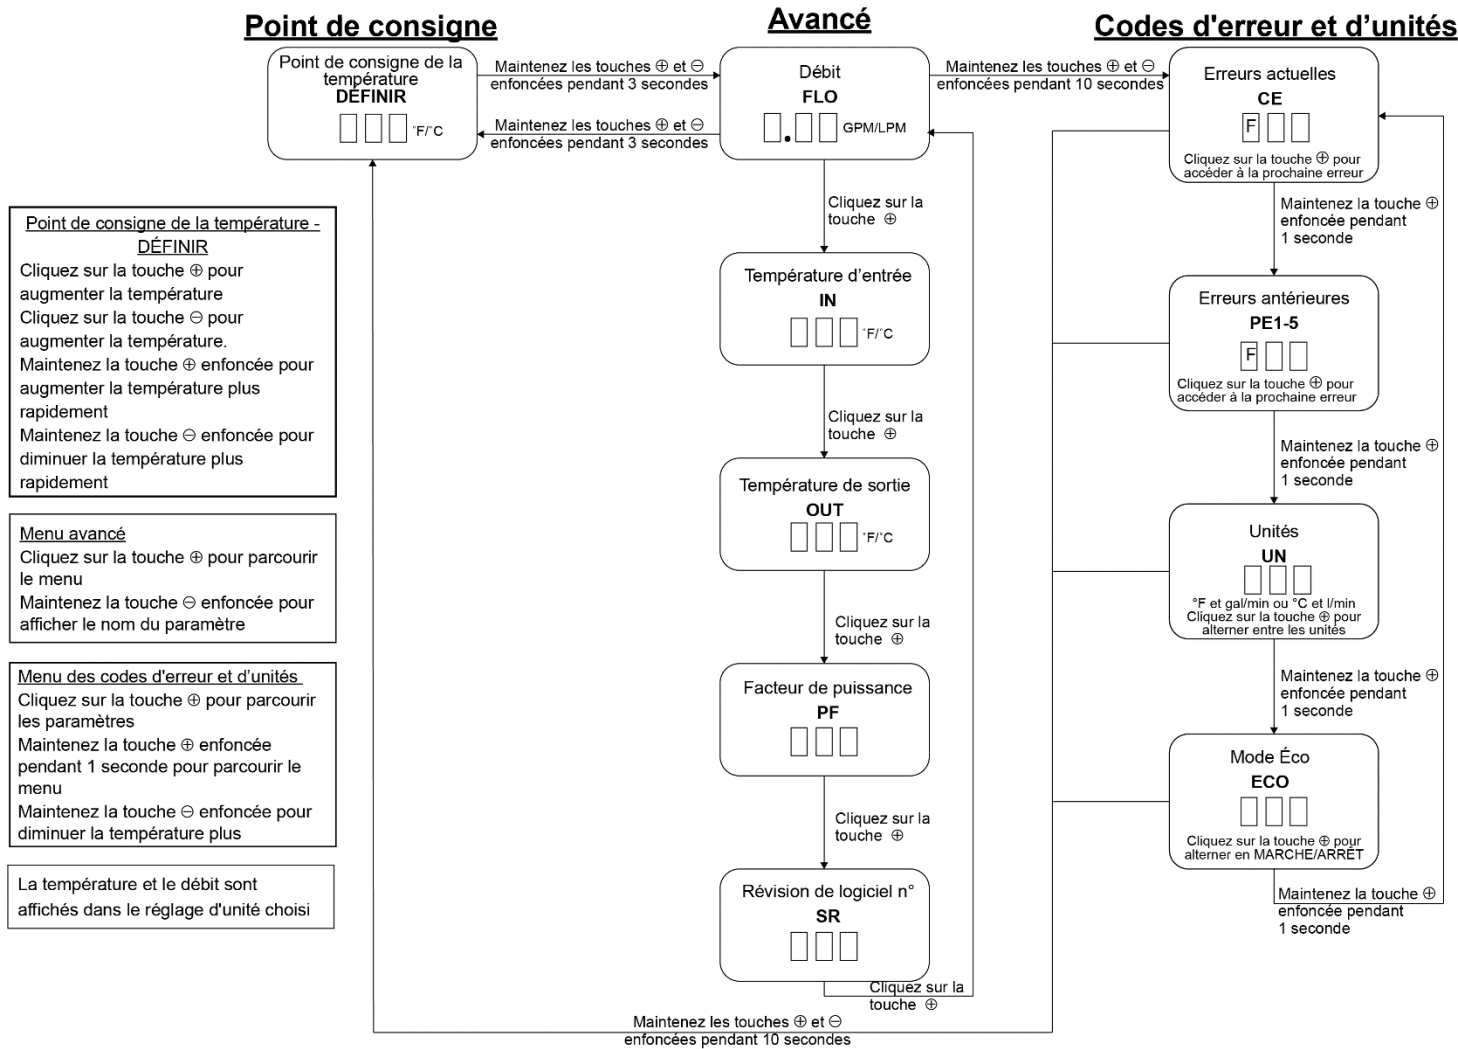 Point de consigne
Avancé
Codes d'erreur et d’unités
Point de consigne de la
température
DÉFINIR
°F/°C
Maintenez les touches ⊕ et ⊖
enfoncées pendant 3 secondes
Maintenez les touches ⊕ et ⊖
enfoncées pendant 3 secondes
Débit
FLO
. GPM/LPM
Maintenez les touches ⊕ et ⊖
enfoncées pendant 10 secondes
Erreurs actuelles
CE
F
Cliquez sur la touche ⊕ pour
accéder à la prochaine erreur
Point de consigne de la température -
DÉFINIR
Cliquez sur la touche ⊕ pour
augmenter la température
Cliquez sur la touche ⊖ pour
augmenter la température.
Maintenez la touche ⊕ enfoncée pour
augmenter la température plus
rapidement
Maintenez la touche ⊖ enfoncée pour
diminuer la température plus
rapidement
Menu avancé
Cliquez sur la touche ⊕ pour parcourir
le menu
Maintenez la touche ⊖ enfoncée pour
afficher le nom du paramètre
Menu des codes d'erreur et d’unités
Cliquez sur la touche ⊕ pour parcourir
les paramètres
Maintenez la touche ⊕ enfoncée
pendant 1 seconde pour parcourir le
menu
Maintenez la touche ⊖ enfoncée pour
diminuer la température plus
La température et le débit sont
affichés dans le réglage d'unité choisi
Cliquez sur la
touche ⊕
Température d’entrée
IN
°F/°C
Cliquez sur la
touche ⊕
Température de sortie
OUT
°F/°C
Cliquez sur la
touche ⊕
Facteur de puissance
PF
Cliquez sur la
touche ⊕
Révision de logiciel n°
SR
Cliquez sur la
touche ⊕
Maintenez la touche ⊕
enfoncée pendant
1 seconde
Erreurs antérieures
PE1-5
F
Cliquez sur la touche ⊕ pour
accéder à la prochaine erreur
Maintenez la touche ⊕
enfoncée pendant
1 seconde
Unités
UN
°F et gal/min ou °C et l/min
Cliquez sur la touche ⊕ pour
alterner entre les unités
Maintenez la touche ⊕
enfoncée pendant
1 seconde
Mode Éco
ECO
Cliquez sur la touche ⊕ pour
alterner en MARCHE/ARRÊT
Maintenez la touche ⊕
enfoncée pendant
1 seconde
Maintenez les touches ⊕ et ⊖
enfoncées pendant 10 secondes